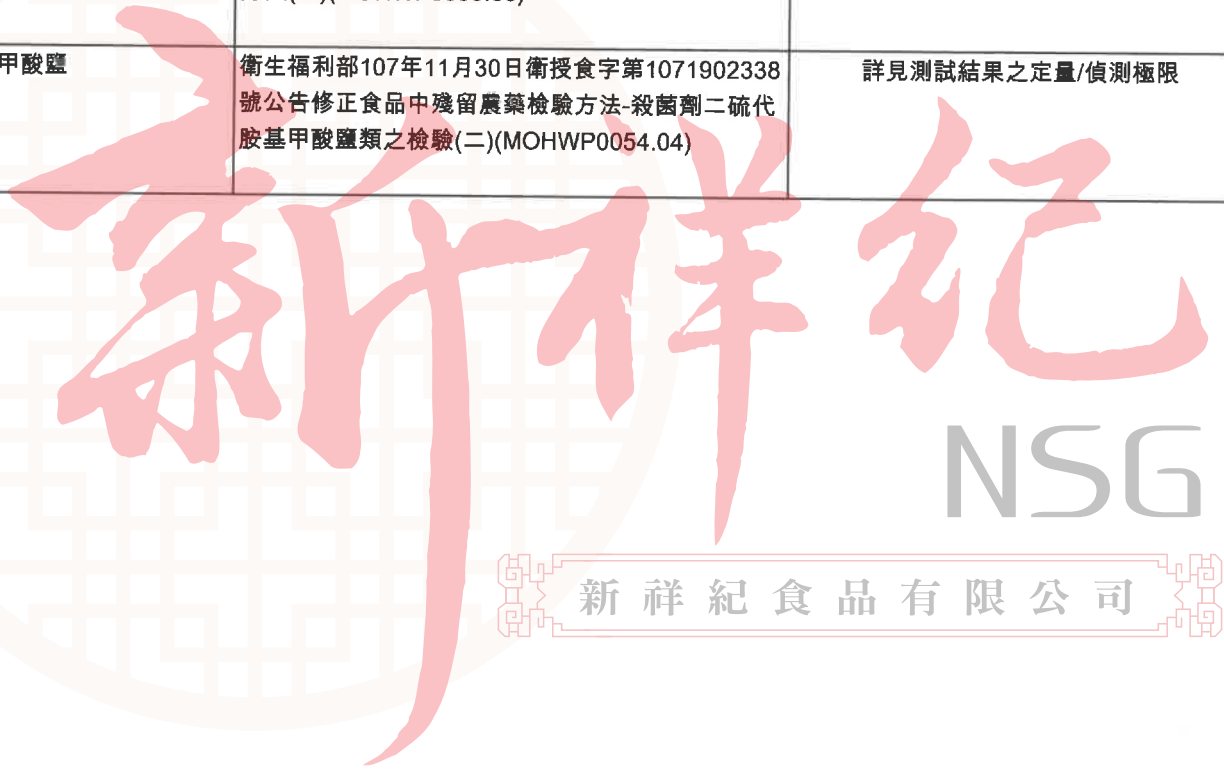 甲酸鹽
衛生福利部107年11月30日衛授食字第1071902338
號公告修正食品中殘留農藥檢驗方法-殺菌劑二硫代
胺基甲酸鹽類之檢驗(二)(MOHWP0054.04)
詳見測試結果之定量/偵測極限
新祥紀
NSG
新祥紀食品有限公司